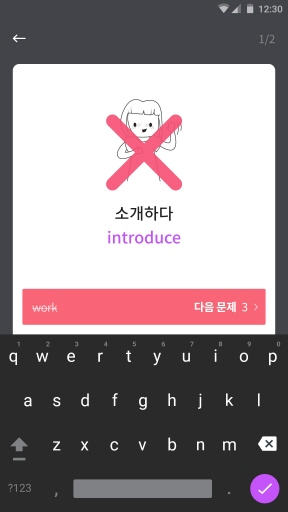 12:30
1/2
소개하다
introduce
work 다음 문제 3
1 2 3 4 5 6 7 8 9 0
q w e r t y u i o p
a s d f g h j k l
z x c v b n m
?123 , .